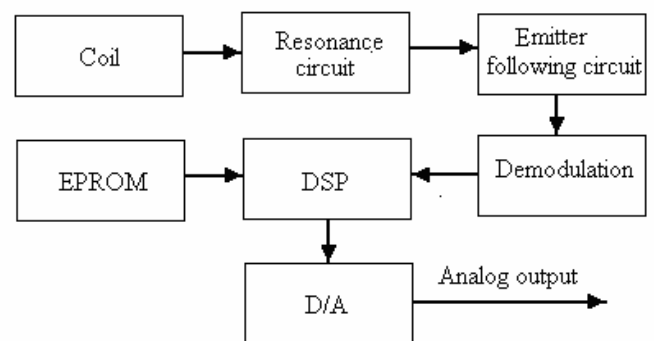 Coil
Resonance
circuit
Emitter
following circuit
EPROM
DSP
Demodulation
D/A
Analog output